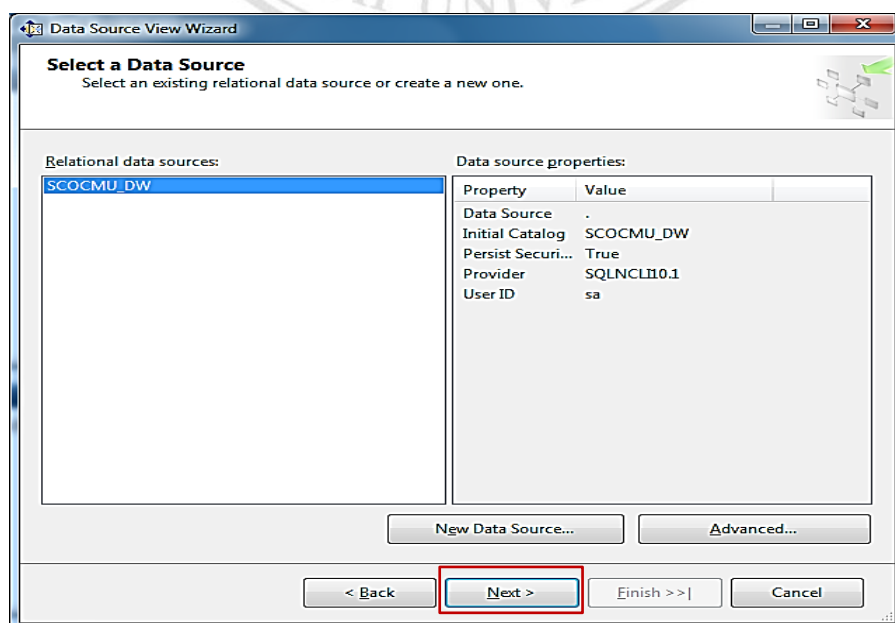 UNIV
Data Source View Wizard
Select a Data Source
Select an existing relational data source or create a new one.
Relational data sources:
SCOCMU_DW
Data source properties:
Property Value
Data Source .
Initial Catalog SCOCMU_DW
Persist Securi... True
Provider SQLNCLI10.1
User ID sa
New Data Source...
Advanced...
< Back
Next >
Finish >>|
Cancel